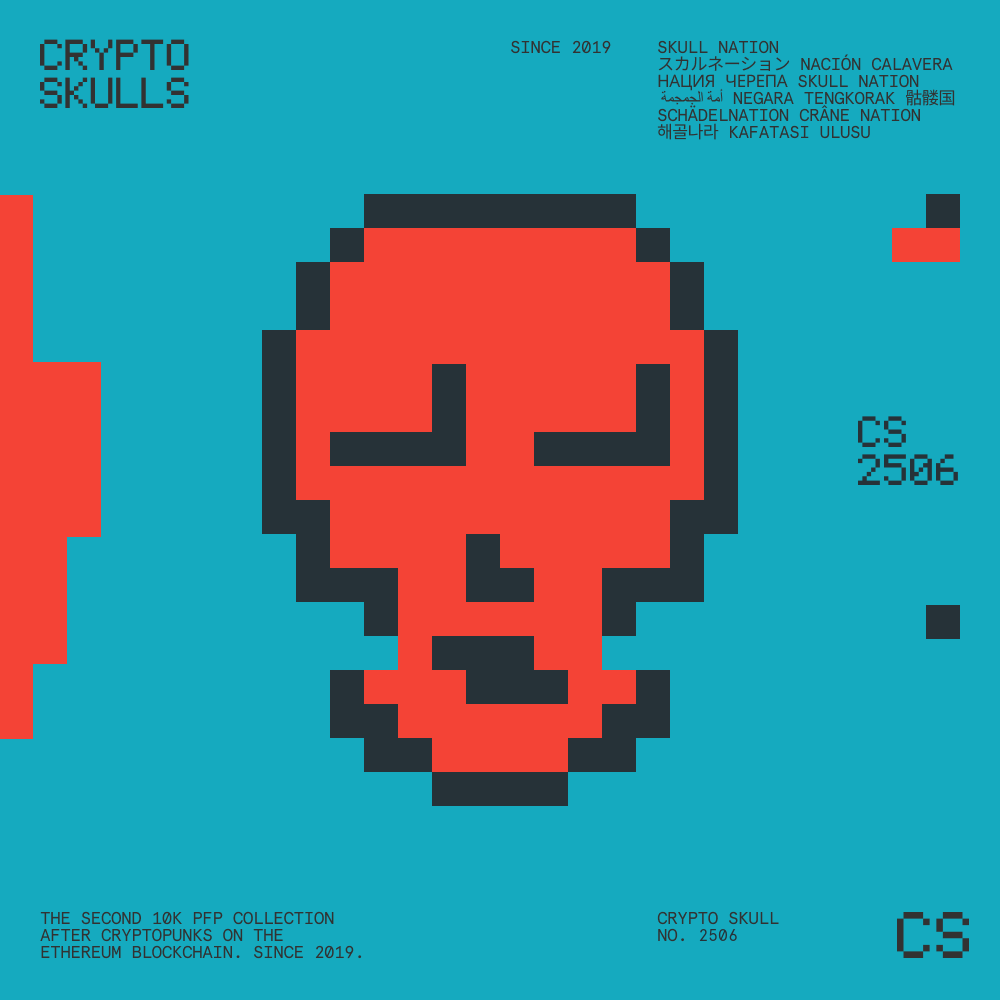 CRYPTO
SKULLS
SINCE 2019
SKULL NATION
スカルネーション NACIÓN CALAVERA
НАЦИЯ ЧЕРЕПА SKULL NATION
أمة الجمجمة NEGARA TENGKORAK 骷髅国
SCHÄDELNATION CRÂNE NATION
해골나라 KAFATASI ULUSU
CS
2506
THE SECOND 10K PFP COLLECTION
AFTER CRYPTOPUNKS ON THE
ETHEREUM BLOCKCHAIN. SINCE 2019.
CRYPTO SKULL
NO. 2506
CS